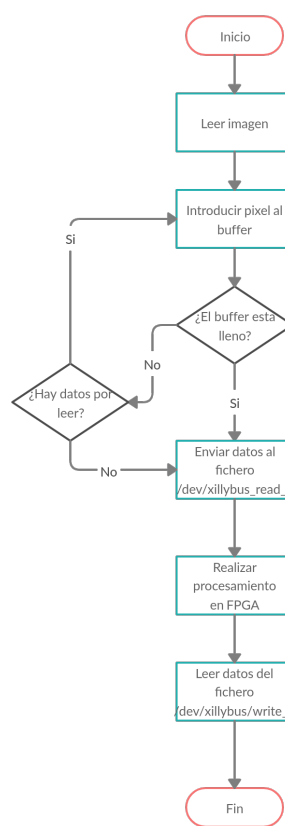 Inicio
Leer imagen
Introducir pixel al
buffer
Si
¿El buffer esta
lleno?
No
¿Hay datos por
leer?
Si
No
Enviar datos al
fichero
/dev/xillybus_read_
Realizar
procesamiento
en FPGA
Leer datos del
fichero
/dev/xillybus/write_
Fin